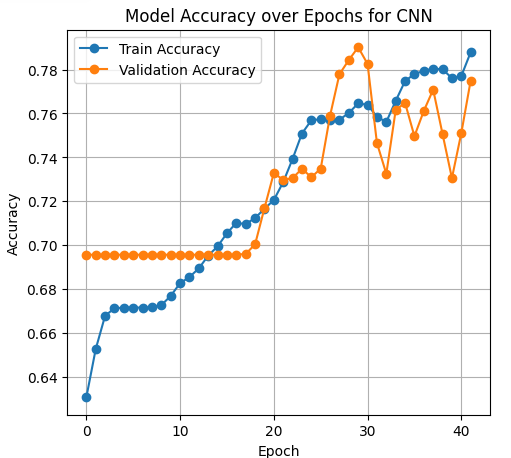 Model Accuracy over Epochs for CNN
Train Accuracy
Validation Accuracy
0.78
0.76
0.74
0.72
0.70
0.68
0.66
0.64
Accuracy
0 10 20 30 40
Epoch